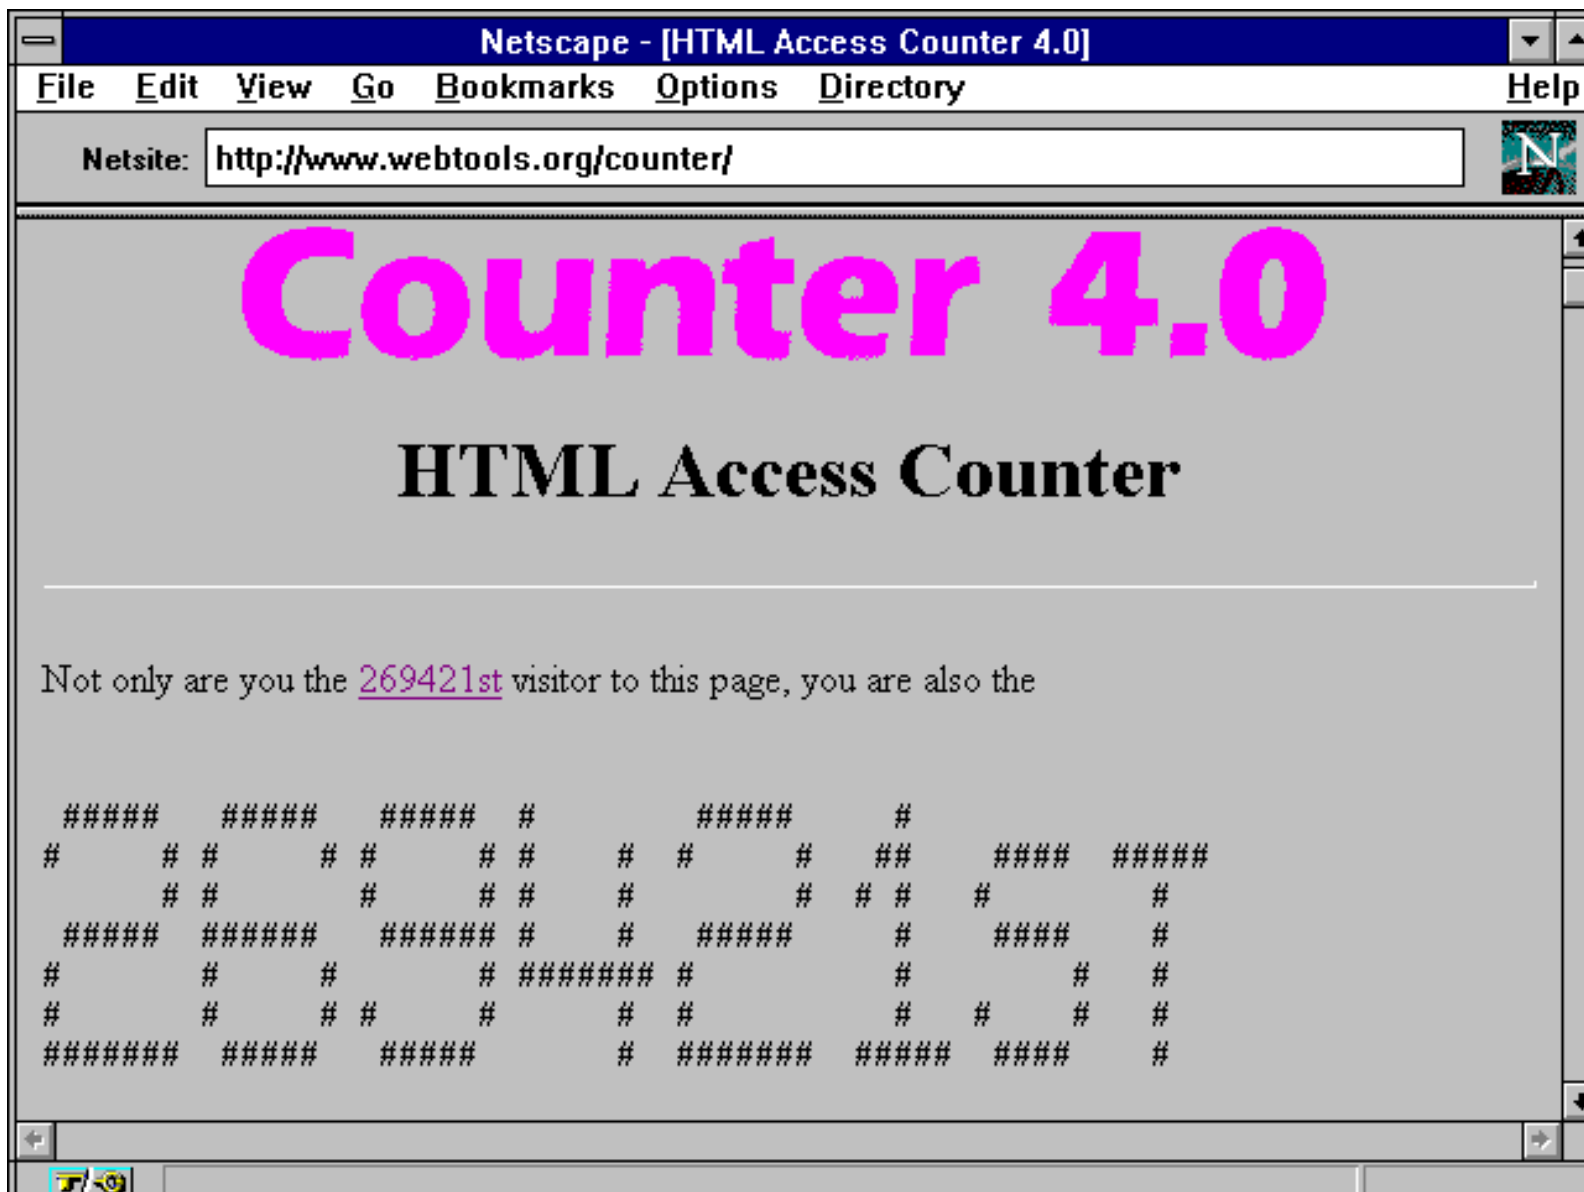 Netscape - [HTML Access Counter 4.0]
File Edit View Go Bookmarks Options Directory Help
Netsite: http://www.webtools.org/counter/
N
Counter 4.0
HTML Access Counter
Not only are you the 269421st visitor to this page, you are also the
269421ST